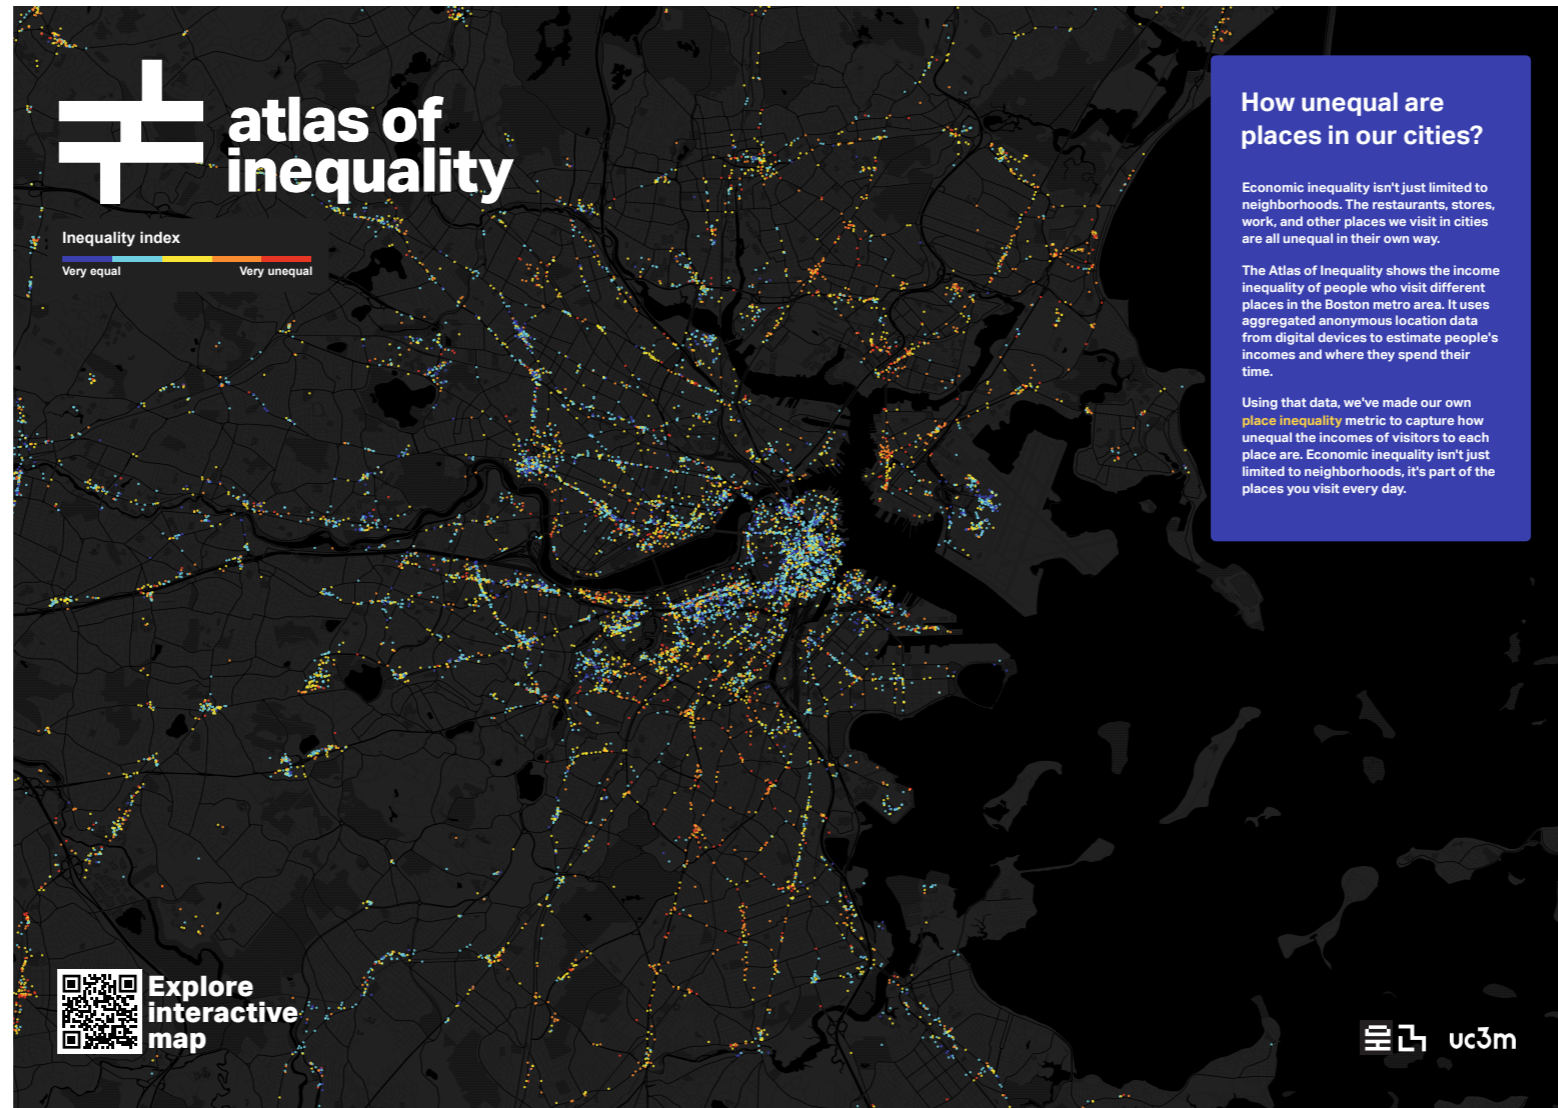 atlas of
inequality
Inequality index
Very equal
Very unequal
How unequal are
places in our cities?
Economic inequality isn't just limited to
neighborhoods. The restaurants, stores,
work, and other places we visit in cities
are all unequal in their own way.
The Atlas of Inequality shows the income
inequality of people who visit different
places in the Boston metro area. It uses
aggregated anonymous location data
from digital devices to estimate people's
incomes and where they spend their
time.
Using that data, we've made our own
place inequality metric to capture how
unequal the incomes of visitors to each
place are. Economic inequality isn't just
limited to neighborhoods, it's part of the
places you visit every day.
Explore
interactive
map
uc3m